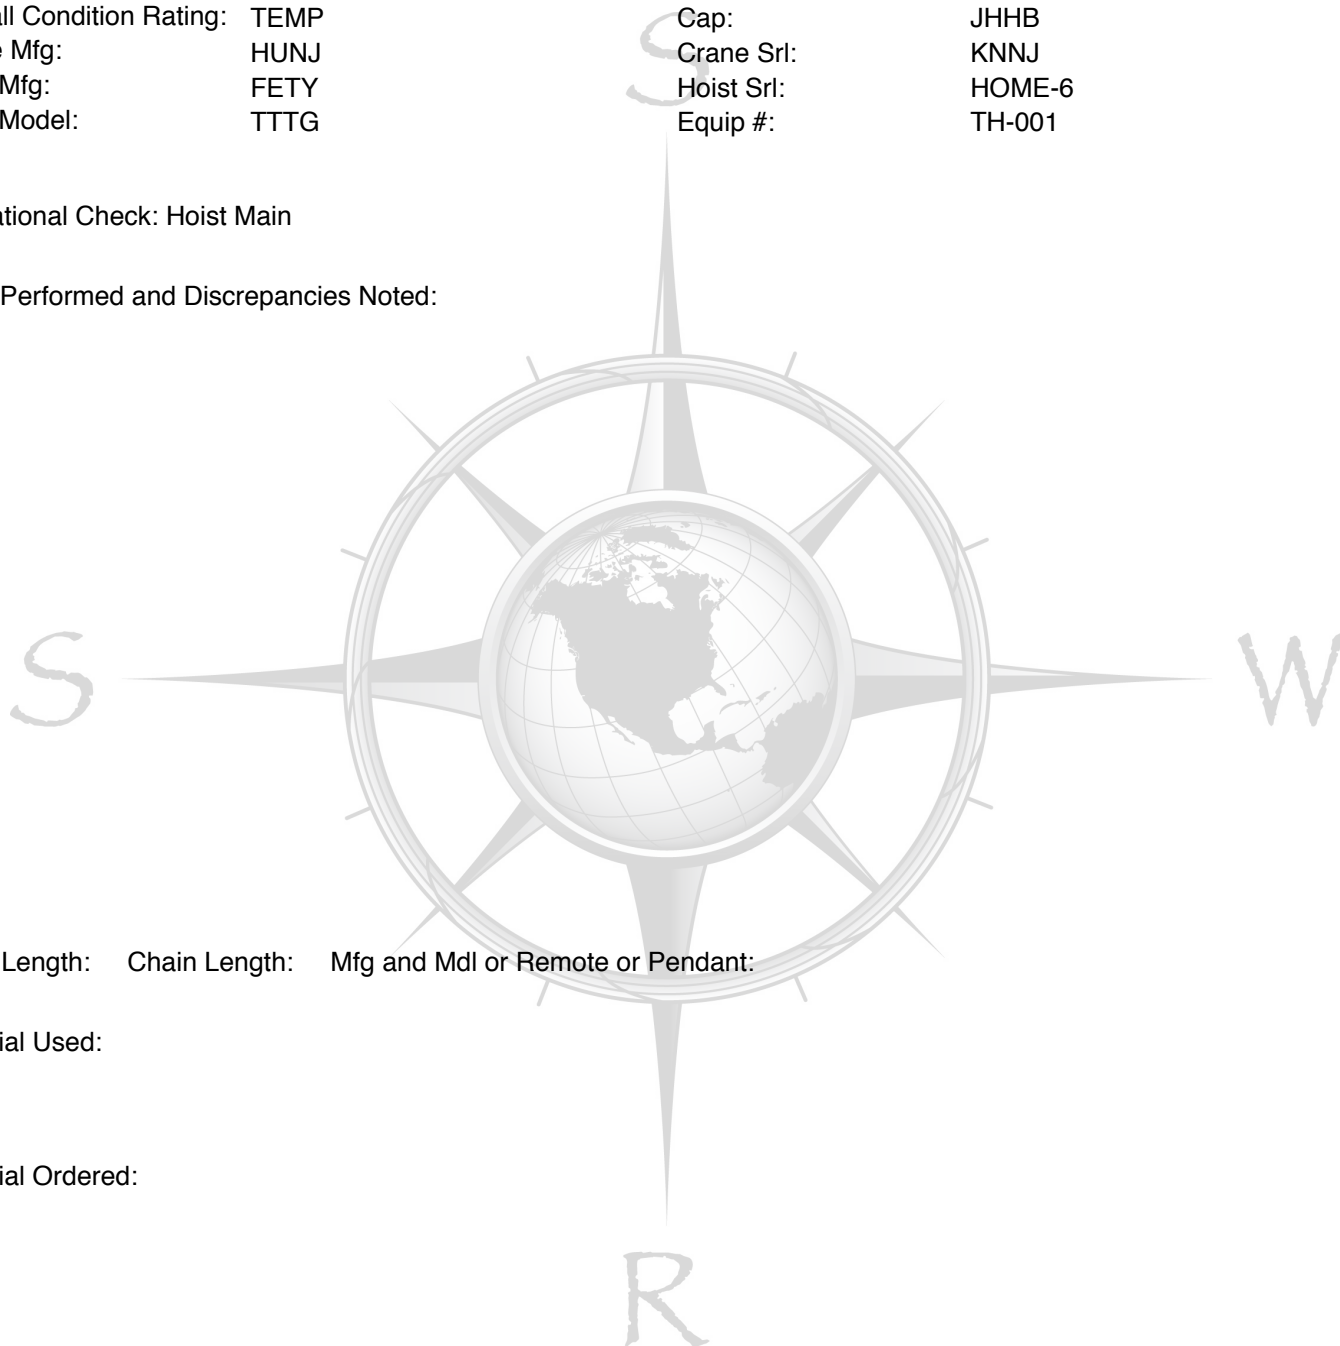 all Condition Rating: TEMP Cap: JHHB
e Mfg: HUNJ Crane Srl: KNNJ
Mfg: FETY Hoist Srl: HOME-6
Model: TTTG Equip #: TH-001
ational Check: Hoist Main
Performed and Discrepancies Noted:
Length: Chain Length: Mfg and Mdl or Remote or Pendant:
ial Used:
ial Ordered:
S
S
W
R